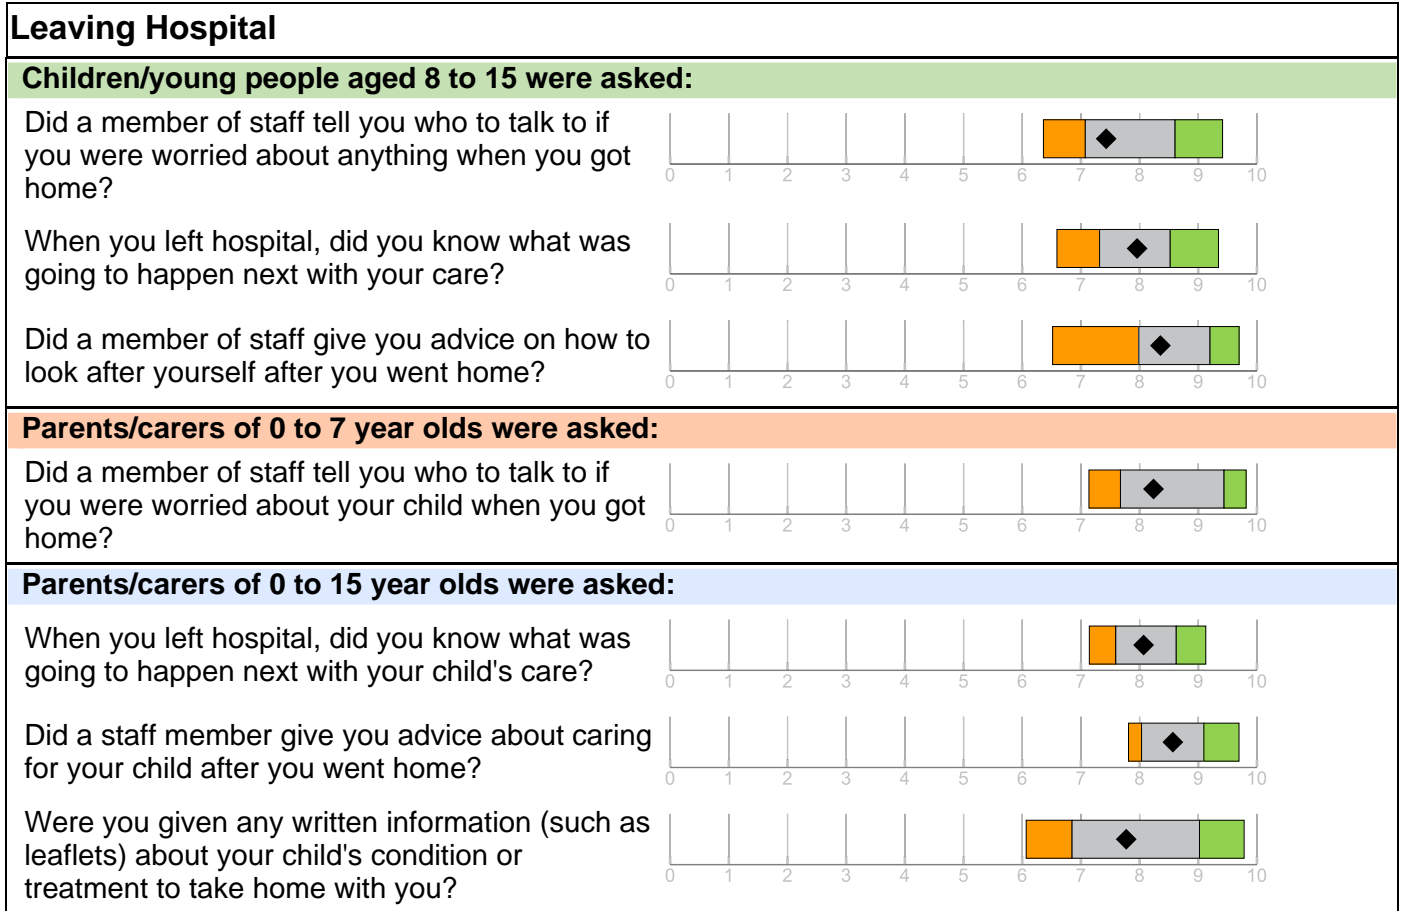 Leaving Hospital
Children/young people aged 8 to 15 were asked:
Did a member of staff tell you who to talk to if
you were worried about anything when you got
home?
0 1 2 3 4 5 6 7 8 9 10
When you left hospital, did you know what was
going to happen next with your care?
0 1 2 3 4 5 6 7 8 9 10
Did a member of staff give you advice on how to
look after yourself after you went home?
0 1 2 3 4 5 6 7 8 9 10
Parents/carers of 0 to 7 year olds were asked:
Did a member of staff tell you who to talk to if
you were worried about your child when you got
home?
0 1 2 3 4 5 6 7 8 9 10
Parents/carers of 0 to 15 year olds were asked:
When you left hospital, did you know what was
going to happen next with your child's care?
0 1 2 3 4 5 6 7 8 9 10
Did a staff member give you advice about caring
for your child after you went home?
0 1 2 3 4 5 6 7 8 9 10
Were you given any written information (such as
leaflets) about your child's condition or
treatment to take home with you?
0 1 2 3 4 5 6 7 8 9 10